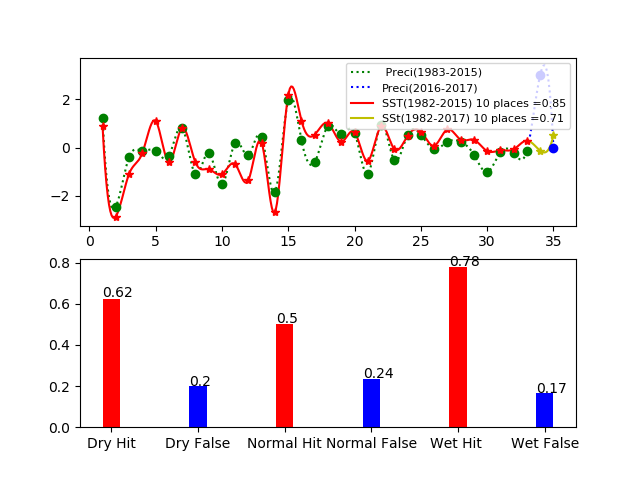 Preci(1983-2015)
Preci(2016-2017)
SST(1982-2015) 10 places =0.85
SSt(1982-2017) 10 places =0.71
2
0
−2
0 5 10 15 20 25 30 35
0.8
0.6
0.4
0.2
0.0
0.62
0.2
0.5
0.24
0.78
0.17
Dry Hit Dry False Normal Hit Normal False Wet Hit Wet False